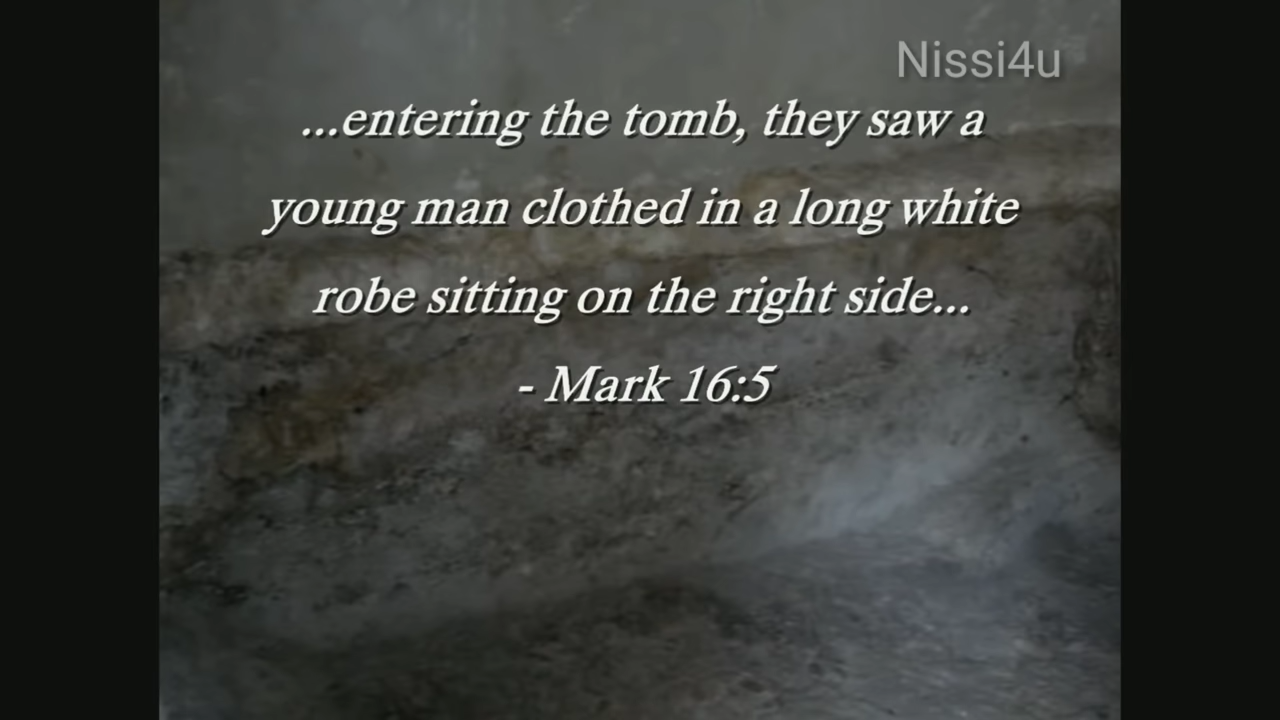 Nissi4u
...entering the tomb, they saw a
young man clothed in a long white
robe sitting on the right side...
- Mark 16:5